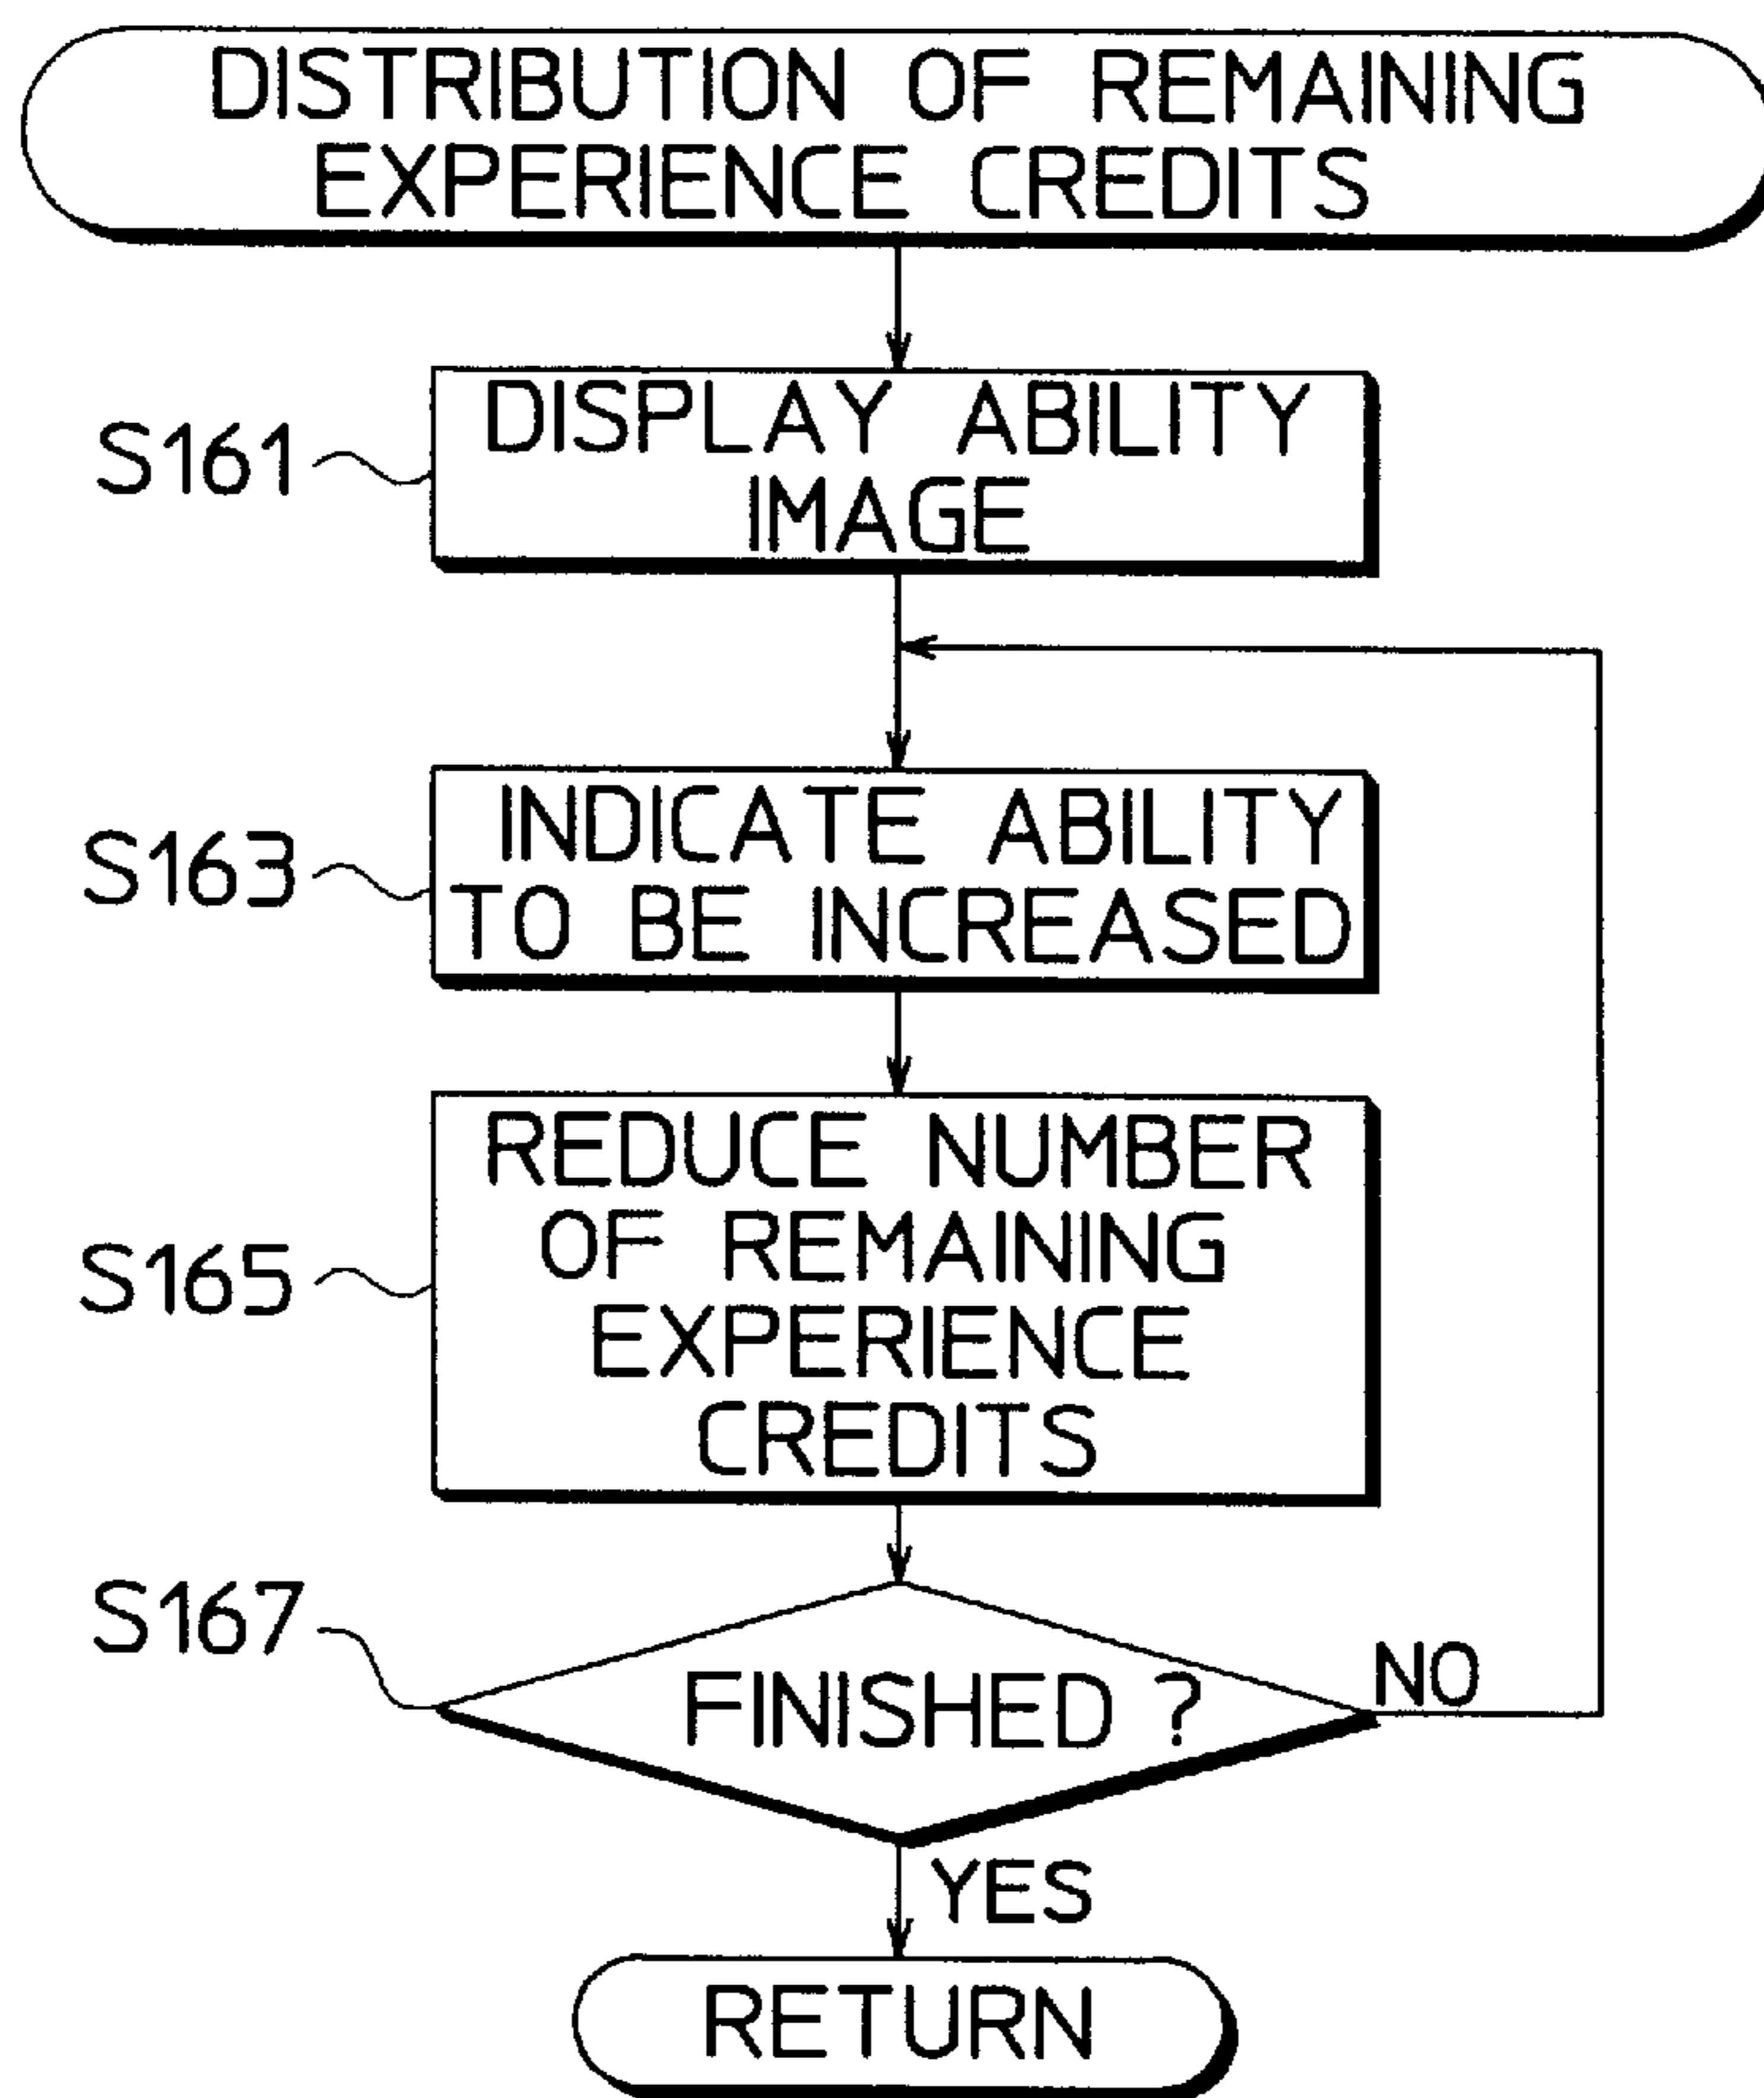 DISTRIBUTION OF REMAINING
EXPERIENCE CREDITS
S161
DISPLAY ABILITY
IMAGE
S163
INDICATE ABILITY
TO BE INCREASED
S165
REDUCE NUMBER
OF REMAINING
EXPERIENCE
CREDITS
S167
FINISHED ?
NO
YES
RETURN